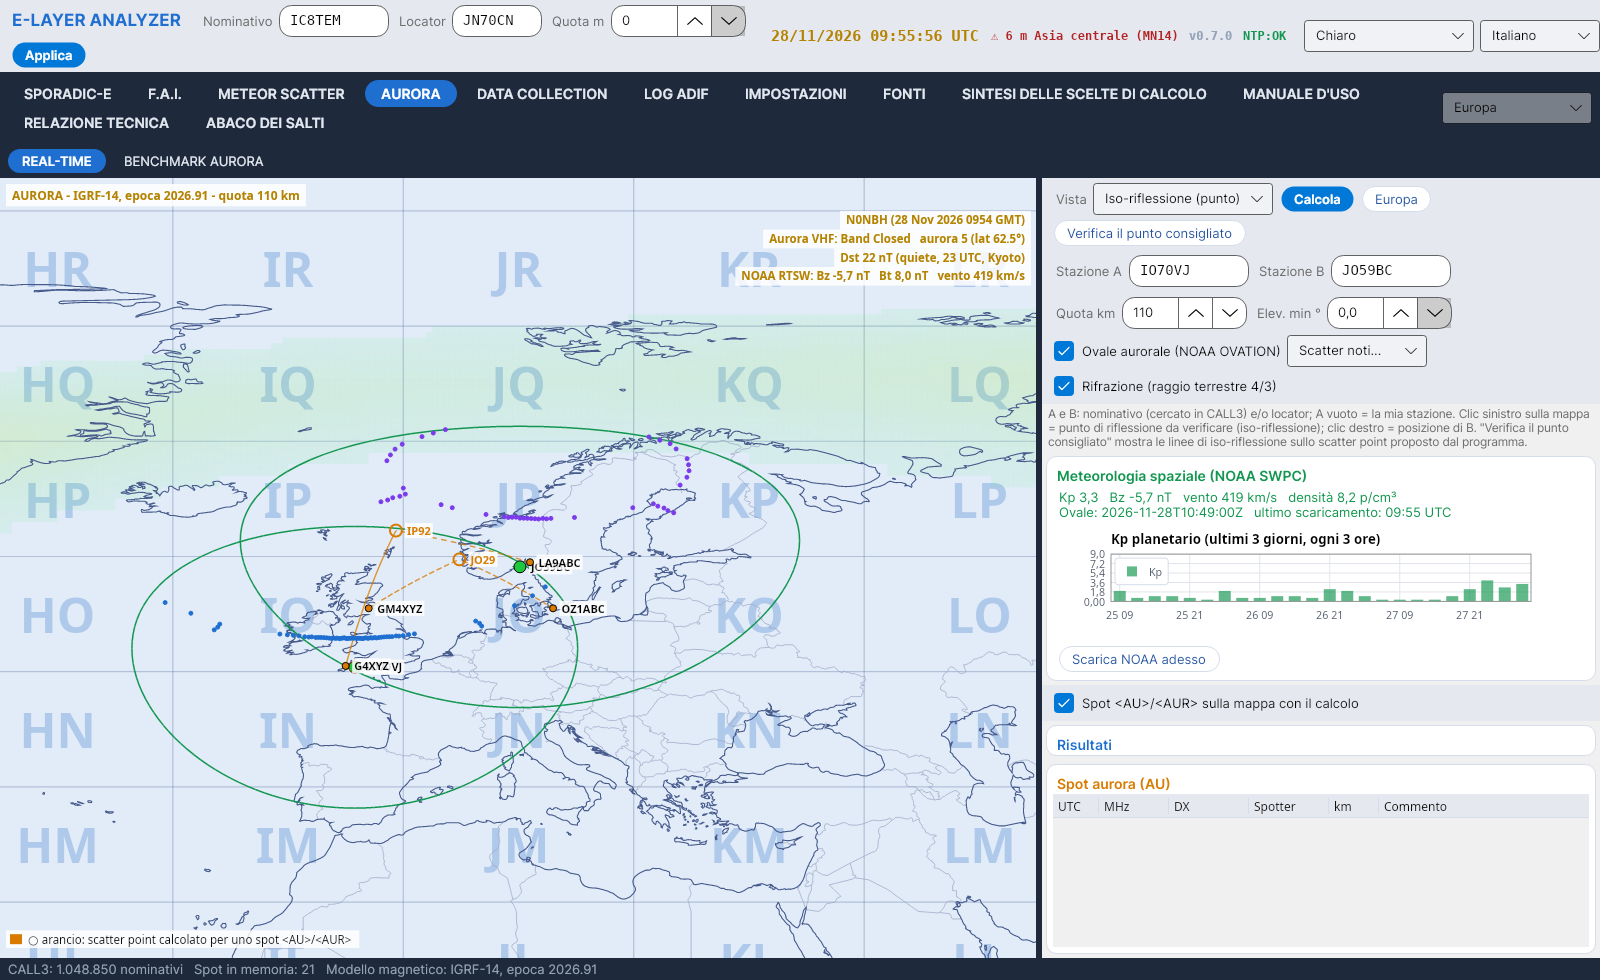 E-LAYER ANALYZER
Nominativo IC8TEM Locator JN70CN Quota m 0
Applica
28/11/2026 09:55:56 UTC ⚠ 6 m Asia centrale (MN14) v0.7.0 NTP:OK Chiaro Italiano
SPORADIC-E F.A.I. METEOR SCATTER AURORA DATA COLLECTION LOG ADIF IMPOSTAZIONI FONTI SINTESI DELLE SCELTE DI CALCOLO MANUALE D'USO
RELAZIONE TECNICA ABACO DEI SALTI
Europa
REAL-TIME BENCHMARK AURORA
AURORA - IGRF-14, epoca 2026.91 - quota 110 km
N0NBH (28 Nov 2026 0954 GMT)
Aurora VHF: Band Closed aurora 5 (lat 62.5°)
Dst 22 nT (quiete, 23 UTC, Kyoto)
NOAA RTSW: Bz -5,7 nT Bt 8,0 nT vento 419 km/s
HR IR JR
HQ IQ JQ KQ LQ
HP IP JP KP LP
IP92
JO29
LA9ABC
GM4XYZ
OZ1ABC
HO IO JO KO LO
G4XYZ VJ
HN IN JN KN LN
HM IM JM KM LM
○ arancio: scatter point calcolato per uno spot <AU>/<AUR>
Vista Iso-riflessione (punto) Calcola Europa
Verifica il punto consigliato
Stazione A IO70VJ Stazione B JO59BC
Quota km 110 Elev. min ° 0,0
Ovale aurorale (NOAA OVATION) Scatter noti...
Rifrazione (raggio terrestre 4/3)
A e B: nominativo (cercato in CALL3) e/o locator; A vuoto = la mia stazione. Clic sinistro sulla mappa
= punto di riflessione da verificare (iso-riflessione); clic destro = posizione di B. "Verifica il punto
consigliato" mostra le linee di iso-riflessione sullo scatter point proposto dal programma.
Meteorologia spaziale (NOAA SWPC)
Kp 3,3 Bz -5,7 nT vento 419 km/s densità 8,2 p/cm³
Ovale: 2026-11-28T10:49:00Z ultimo scaricamento: 09:55 UTC
Kp planetario (ultimi 3 giorni, ogni 3 ore)
9,0
7,2
5,4
3,6
1,8
0,00
Kp
25 09 25 21 26 09 26 21 27 09 27 21
Scarica NOAA adesso
Spot <AU>/<AUR> sulla mappa con il calcolo
Risultati
Spot aurora (AU)
UTC MHz DX Spotter km Commento
CALL3: 1.048.850 nominativi Spot in memoria: 21 Modello magnetico: IGRF-14, epoca 2026.91